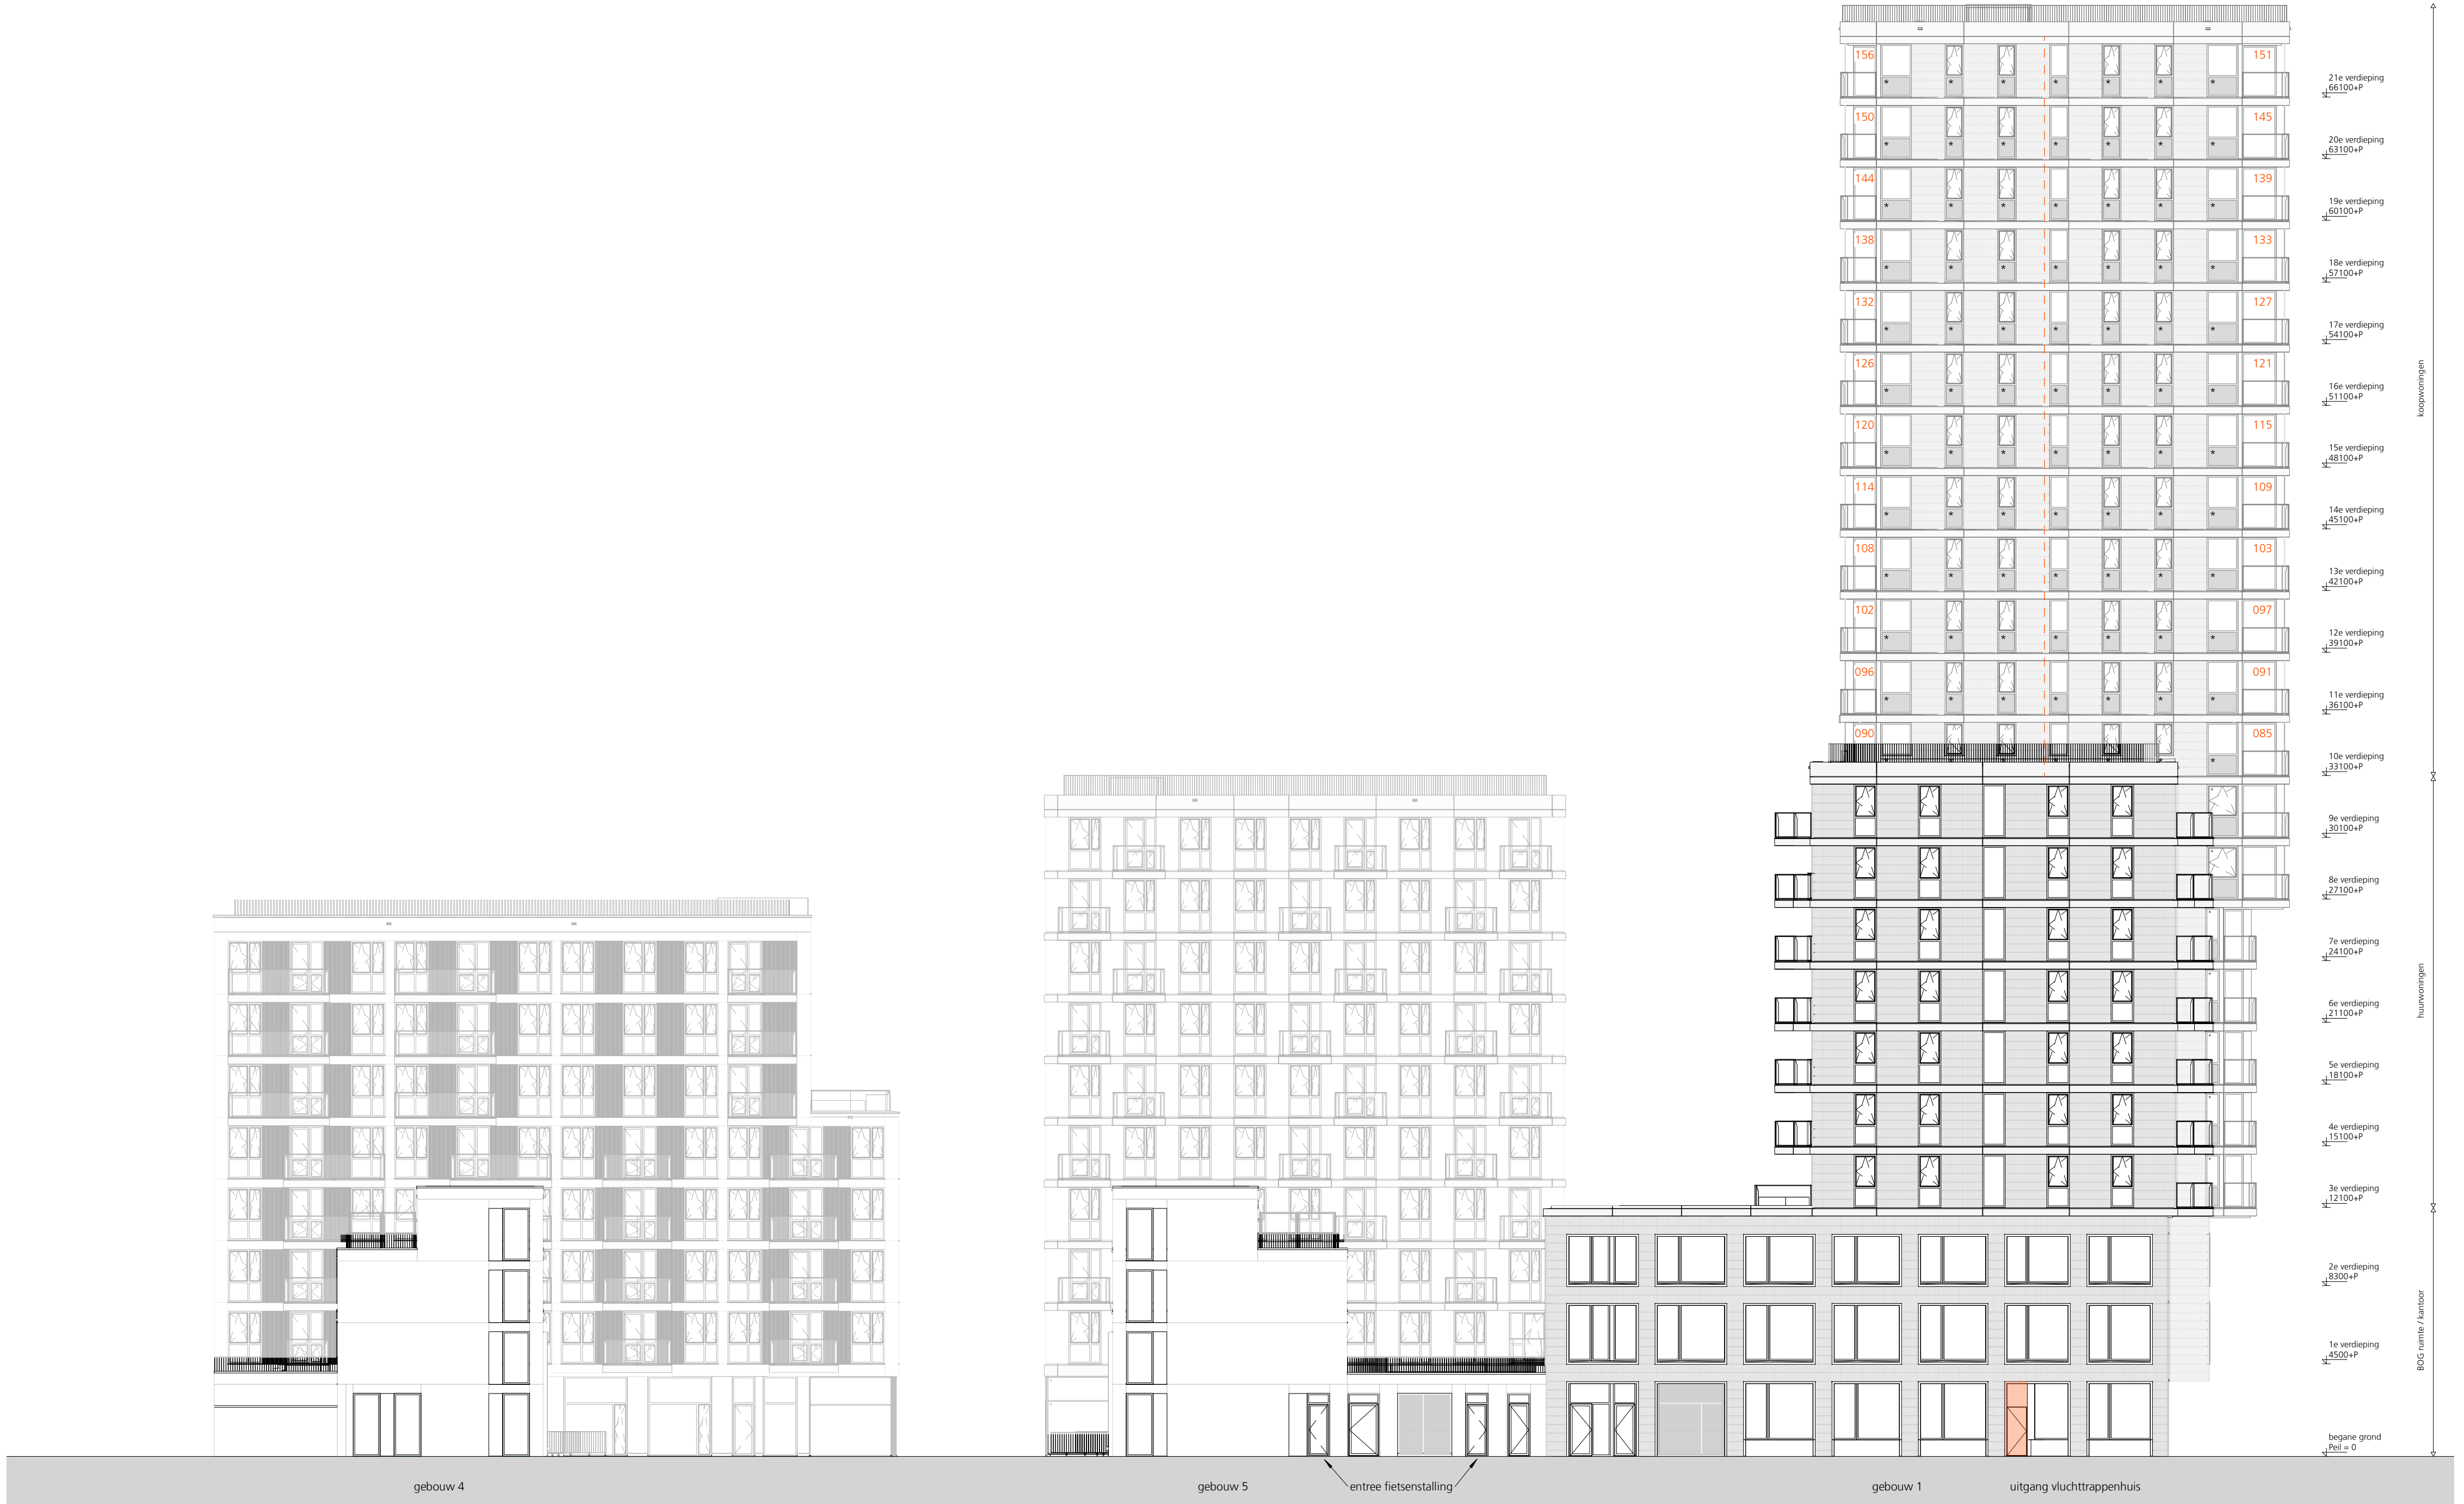 156 151
21e verdieping
66100+P
150 145
20e verdieping
63100+P
144 139
19e verdieping
60100+P
138 133
18e verdieping
57100+P
132 127
17e verdieping
54100+P
126 121
16e verdieping
51100+P
koopwoningen
120 115
15e verdieping
48100+P
114 109
14e verdieping
45100+P
108 103
13e verdieping
42100+P
102 097
12e verdieping
39100+P
096 091
11e verdieping
36100+P
090 085
10e verdieping
33100+P
9e verdieping
30100+P
8e verdieping
27100+P
7e verdieping
24100+P
huurwoningen
6e verdieping
21100+P
5e verdieping
18100+P
4e verdieping
15100+P
3e verdieping
12100+P
2e verdieping
8300+P
BOG ruimte / kantoor
1e verdieping
4500+P
begane grond
Peil = 0
gebouw 4 gebouw 5 entree fietsenstalling gebouw 1 uitgang vluchttrappenhuis